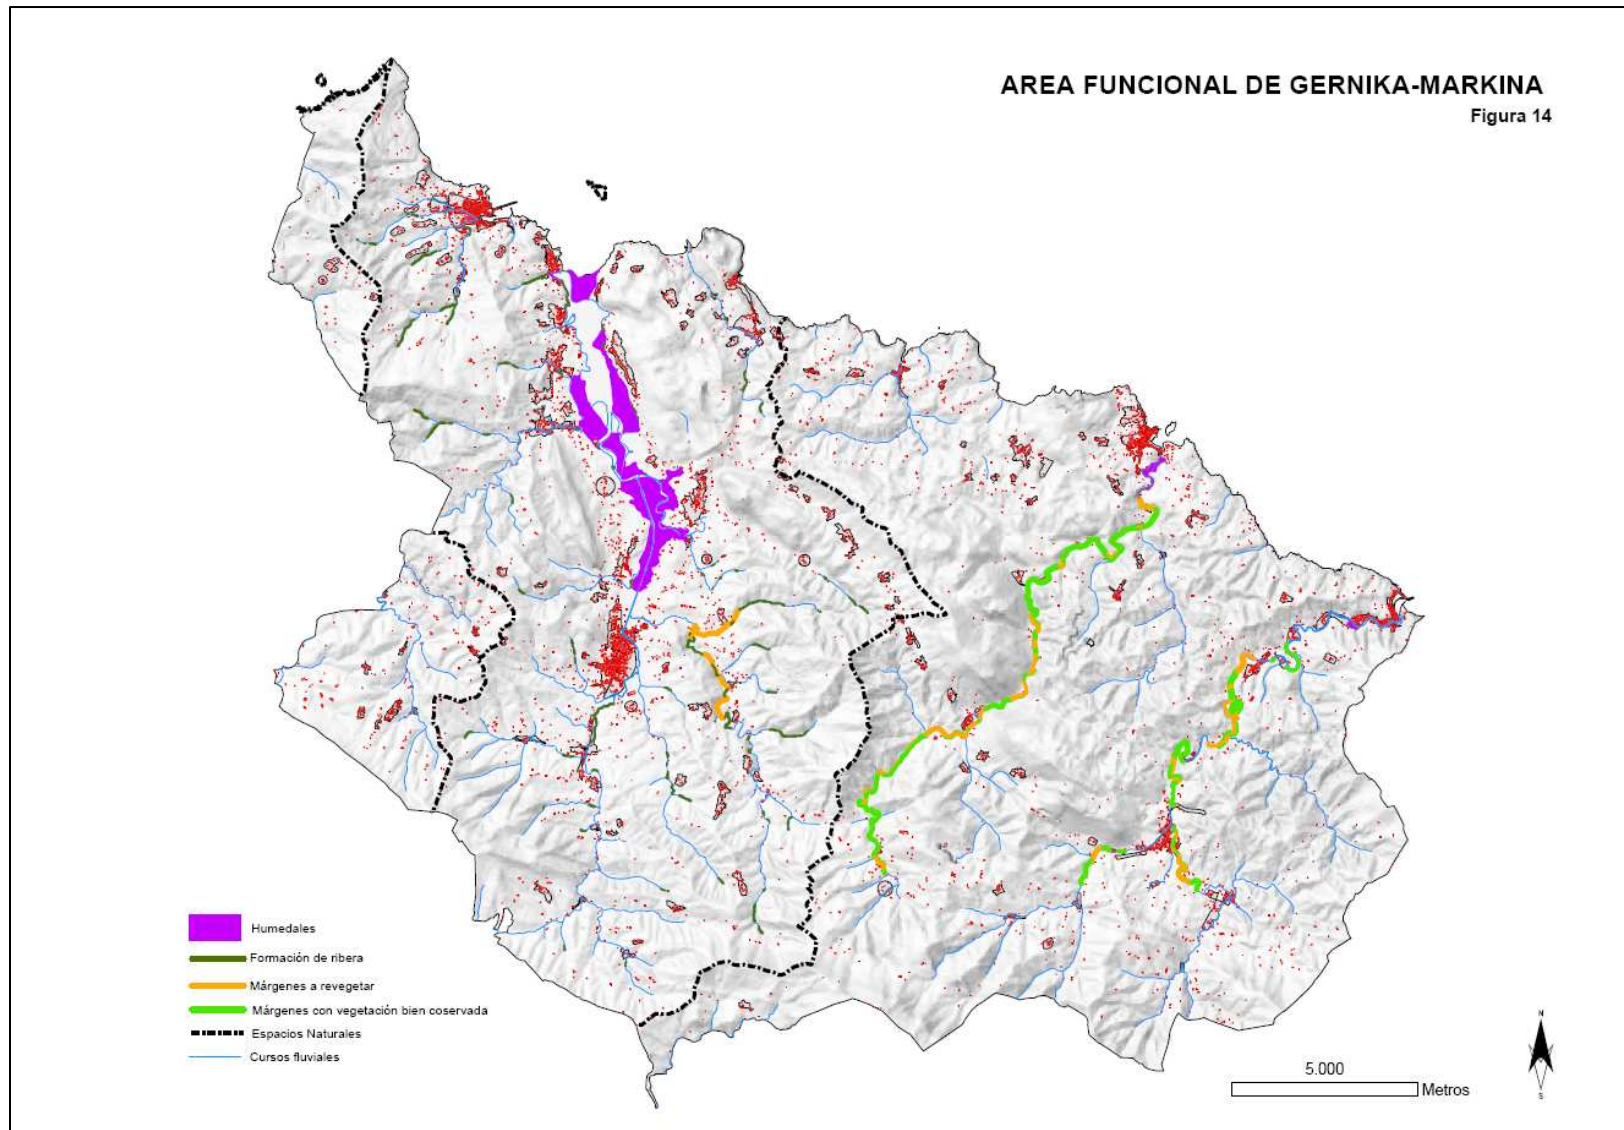 AREA FUNCIONAL DE GERNIKA-MARKINA
Figura 14
Humedales
Formación de ribera
Márgenes a revegetar
Márgenes con vegetación bien coservada
Espacios Naturales
Cursos fluviales
5.000
Metros
N
S